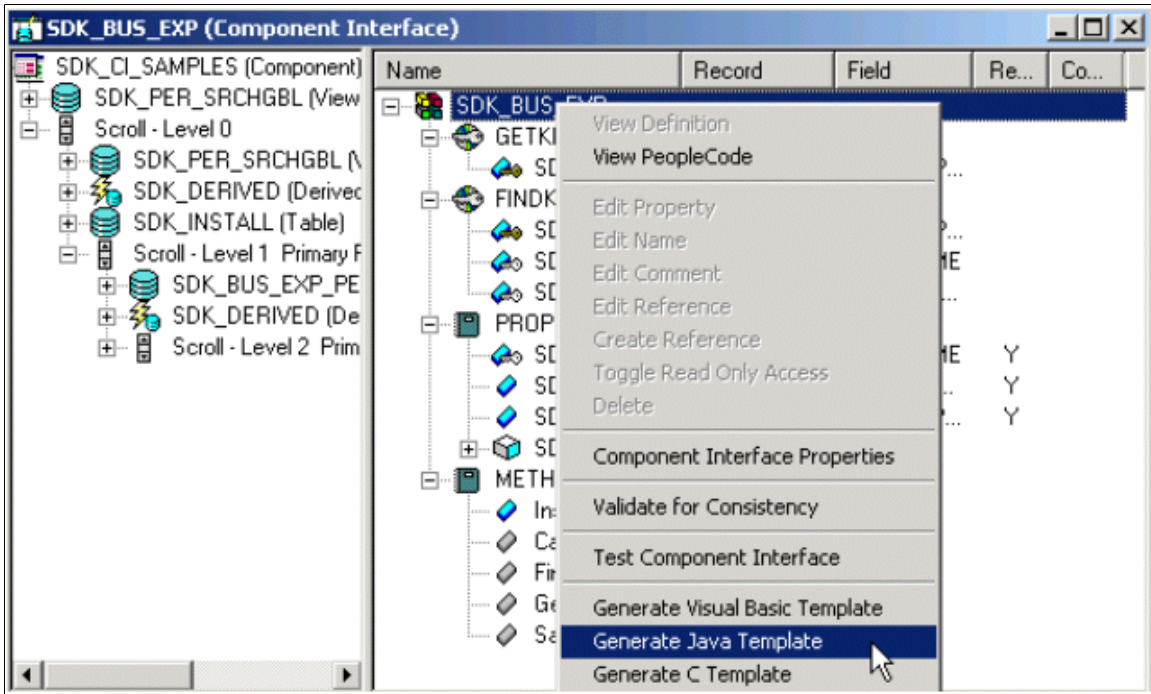 SDK_BUS_EXP (Component Interface)
SDK_CI_SAMPLES (Component)
SDK_PER_SRCHGBL (View
Scroll - Level 0
SDK_PER_SRCHGBL (V
SDK_DERIVED (Derived
SDK_INSTALL (Table)
Scroll - Level 1 Primary F
SDK_BUS_EXP_PE
SDK_DERIVED (De
Scroll - Level 2 Prim
Name Record Field Re... Co...
SDK_BUS_EXP
GETKE
SD
P...
FINDK
SD
P...
SD
ME
SD
...
PROP
SD
ME Y
SD
.. Y
SD
P... Y
SD
METH
Ins
Ca
Fin
Ge
Sa
View Definition
View PeopleCode
Edit Property
Edit Name
Edit Comment
Edit Reference
Create Reference
Toggle Read Only Access
Delete
Component Interface Properties
Validate for Consistency
Test Component Interface
Generate Visual Basic Template
Generate Java Template
Generate C Template